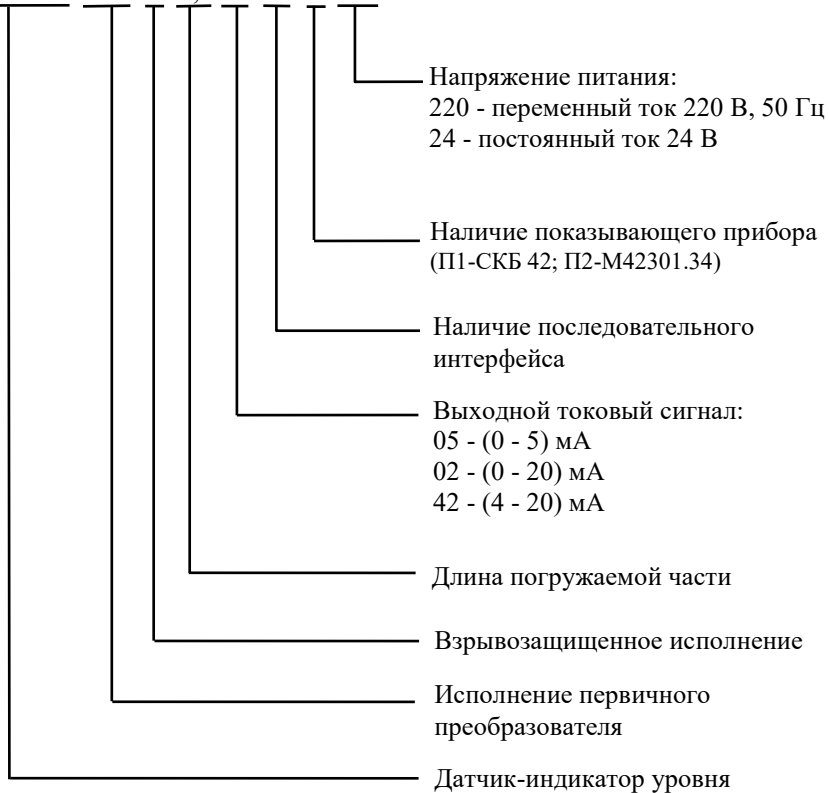 Напряжение питания:
220 - переменный ток 220 В, 50 Гц
24 - постоянный ток 24 В
Наличие показывающего прибора
(П1-СКБ 42; П2-М42301.34)
Наличие последовательного
интерфейса
Выходной токовый сигнал:
05 - (0 - 5) мА
02 - (0 - 20) мА
42 - (4 - 20) мА
Длина погружаемой части
Взрывозащищенное исполнение
Исполнение первичного
преобразователя
Датчик-индикатор уровня